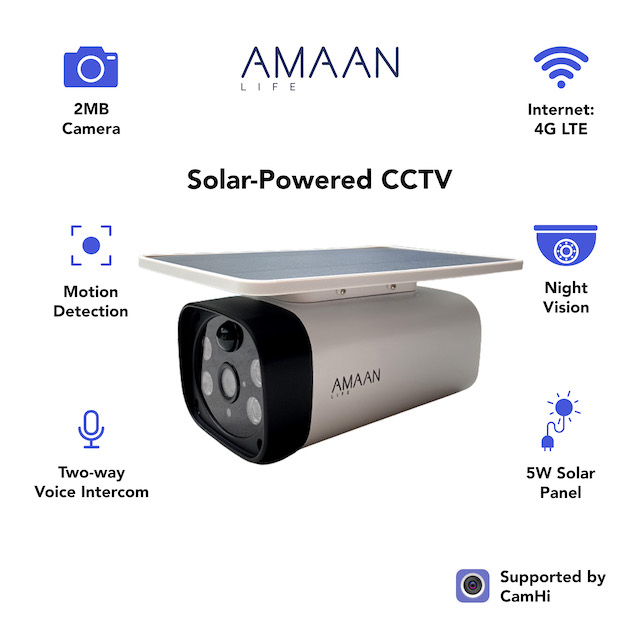 AMAAN
LIFE
2MB
Camera
Internet:
4G LTE
Solar-Powered CCTV
Motion
Detection
Night
Vision
AMAAN
LIFE
Two-way
Voice Intercom
5W Solar
Panel
Supported by
CamHi